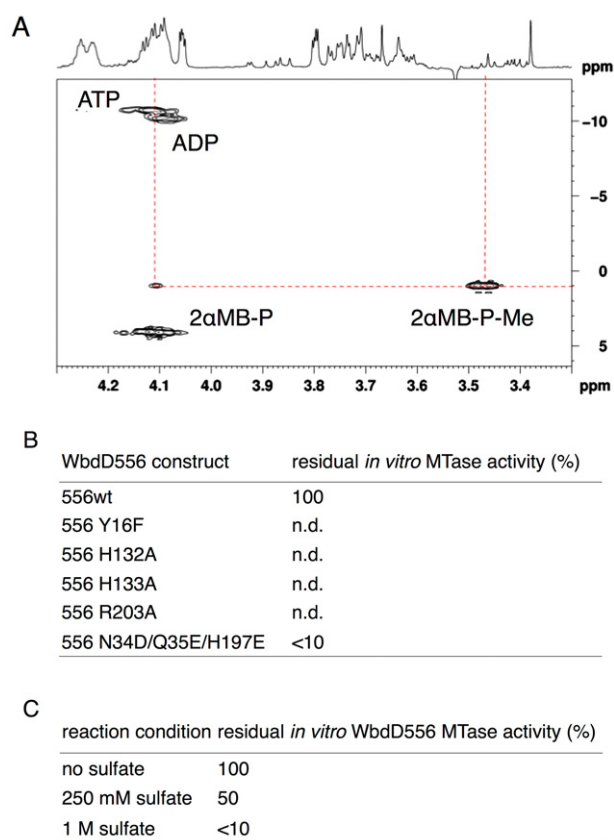 A
ppm
ATP
ADP
-10
-5
0
5
2αMB-P
2αMB-P-Me
4.2 4.1 4.0 3.9 3.8 3.7 3.6 3.5 3.4 ppm
B
WbdD556 construct residual in vitro MTase activity (%)
556wt 100
556 Y16F n.d.
556 H132A n.d.
556 H133A n.d.
556 R203A n.d.
556 N34D/Q35E/H197E <10
C
reaction condition residual in vitro WbdD556 MTase activity (%)
no sulfate 100
250 mM sulfate 50
1 M sulfate <10